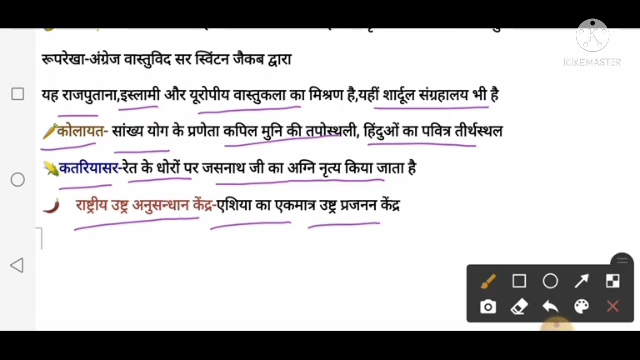 रूपरेखा-अंग्रेज वास्तुविद सर स्विंटन जैकब द्वारा
यह राजपुताना,इस्लामी और यूरोपीय वास्तुकला का मिश्रण है,यहीं शार्दूल संग्रहालय भी है
कोलायत- सांख्य योग के प्रणेता कपिल मुनि की तपोस्थली, हिंदुओं का पवित्र तीर्थस्थल
कतरियासर-रेत के धोरों पर जसनाथ जी का अग्नि नृत्य किया जाता है
राष्ट्रीय उष्ट्र अनुसन्धान केंद्र-एशिया का एकमात्र उष्ट्र प्रजनन केंद्र
KINEMASTER